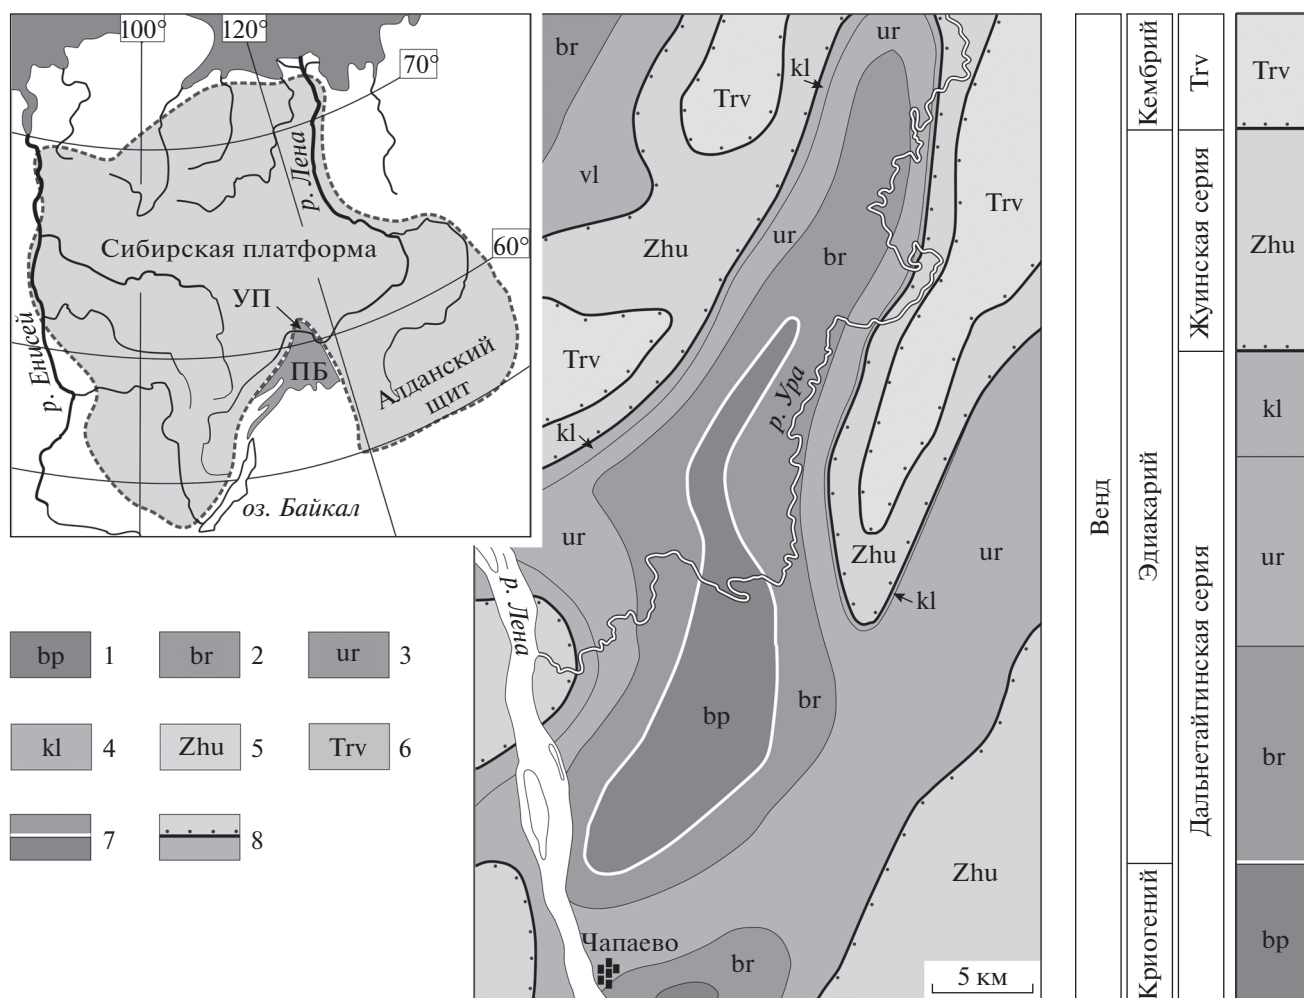 100°
120°
70°
р. Лена
Сибирская платформа
60°
УП
р. Енисей
ПБ
Алданский
щит
оз. Байкал
br
ur
kl
Trv
vl
Trv
Zhu
ur
br
Trv
р. Ура
kl
ur
Zhu
ur
kl
р. Лена
bp
br
Zhu
Чапаево
br
5 км
bp 1
br 2
ur 3
kl 4
Zhu 5
Trv 6
7
8
Венд
Кембрий
Эдиакарий
Криогений
Trv
Жуинская серия
Дальнетайгинская серия
Trv
Zhu
kl
ur
br
bp